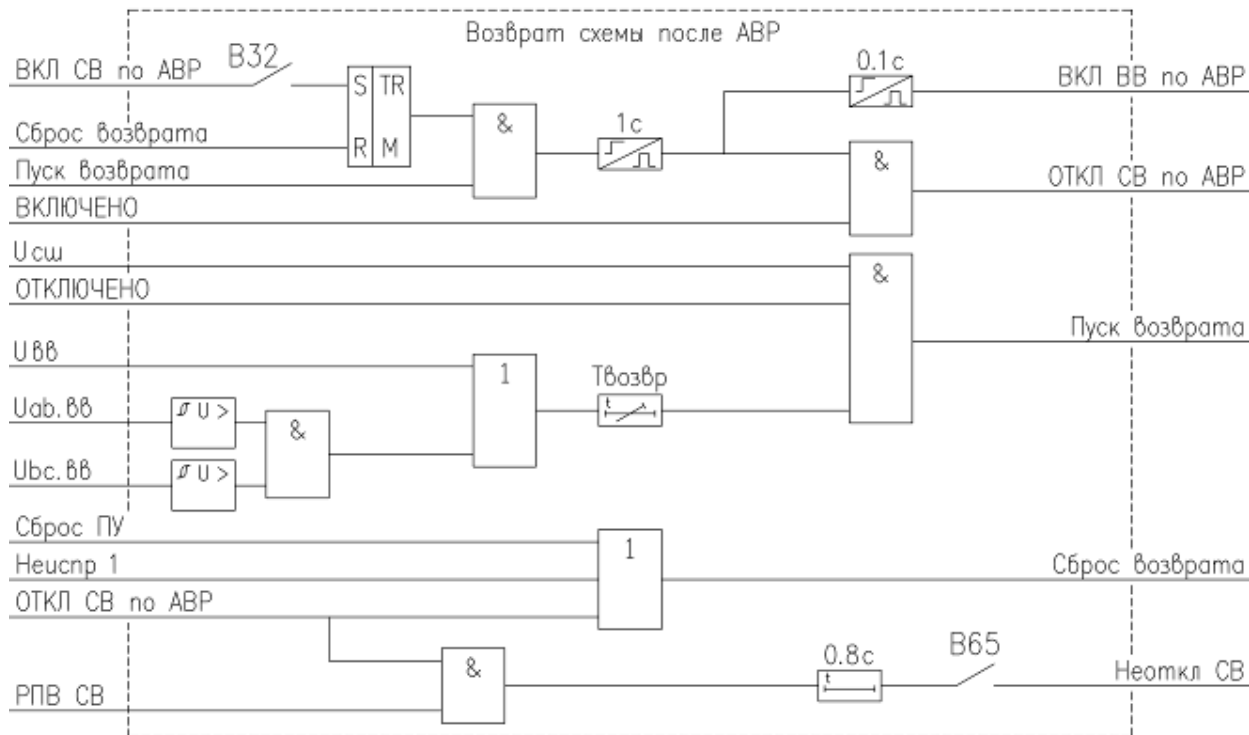 Возврат схемы после АВР
ВКЛ СВ по АВР
В32
S
TR
0.1с
ВКЛ ВВ по АВР
Сброс возврата
R
M
&
1с
Пуск возврата
&
ОТКЛ СВ по АВР
ВКЛЮЧЕНО
Uсш
&
ОТКЛЮЧЕНО
Пуск возврата
Uвв
1
Твозвр
t
Uab.вв
U >
&
Ubc.вв
U >
Сброс ПУ
1
Неиспр 1
Сброс возврата
ОТКЛ СВ по АВР
&
0.8с
t
В65
Неоткл СВ
РПВ СВ